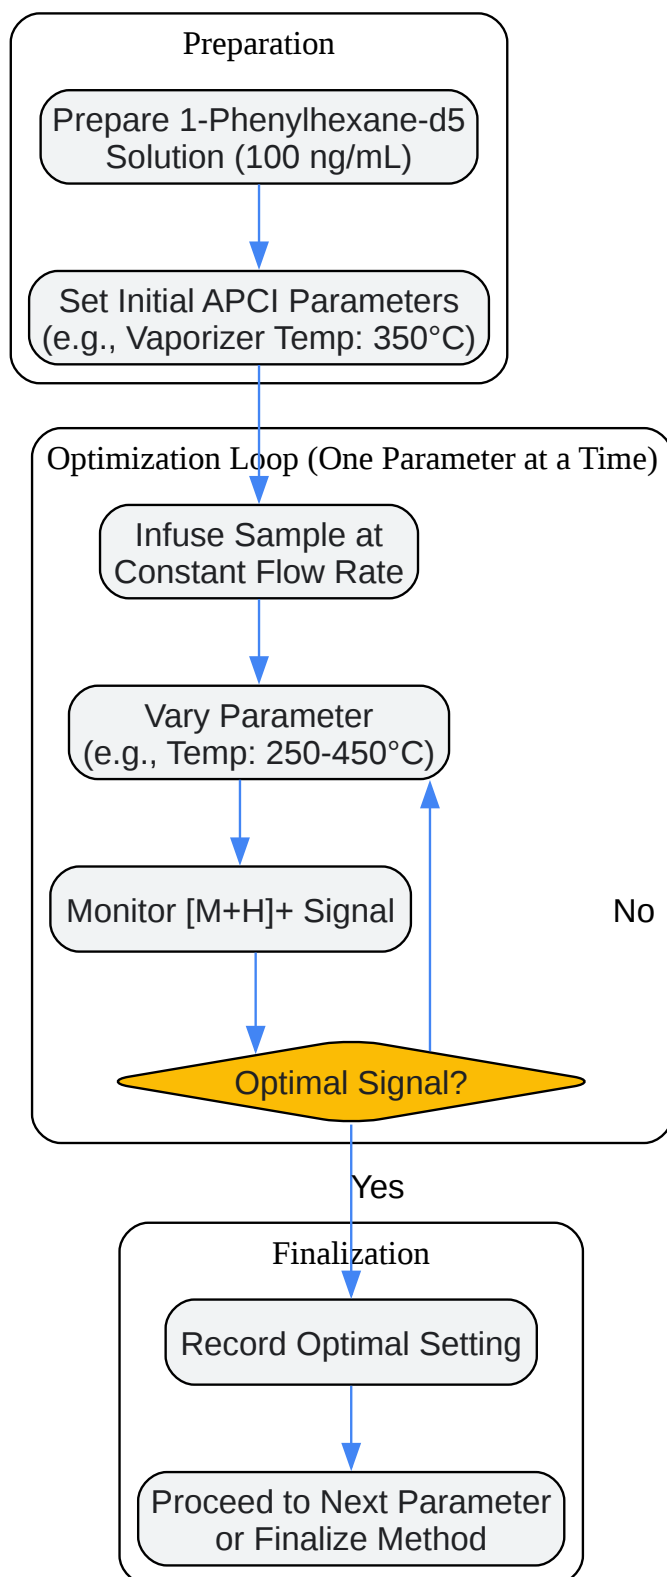 Preparation
Prepare 1-Phenylhexane-d5
Solution (100 ng/mL)
Set Initial APCI Parameters
(e.g., Vaporizer Temp: 350°C)
Optimization Loop (One Parameter at a Time)
Infuse Sample at
Constant Flow Rate
Vary Parameter
(e.g., Temp: 250-450°C)
Monitor [M+H]+ Signal
No
Optimal Signal?
Yes
Finalization
Record Optimal Setting
Proceed to Next Parameter
or Finalize Method